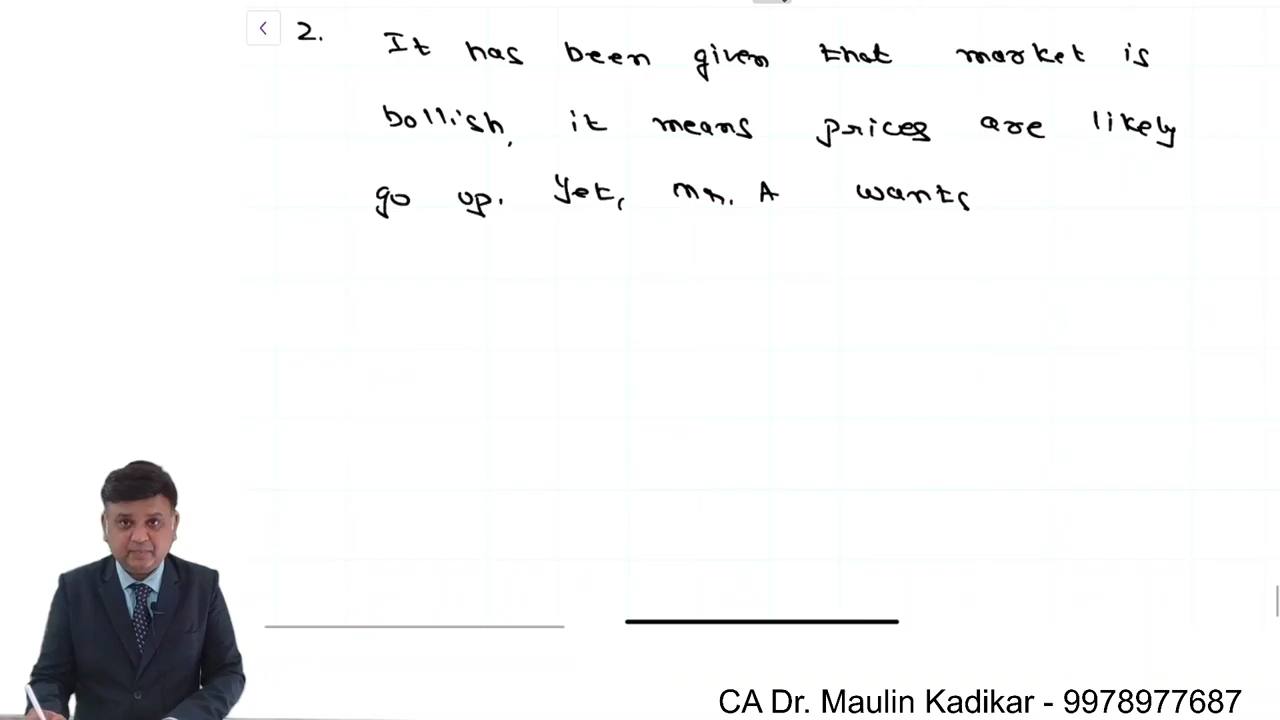 2. It has been given that market is
bollish, it means prices are likely
go up. Yet, Mr. A wants
CA Dr. Maulin Kadikar - 9978977687